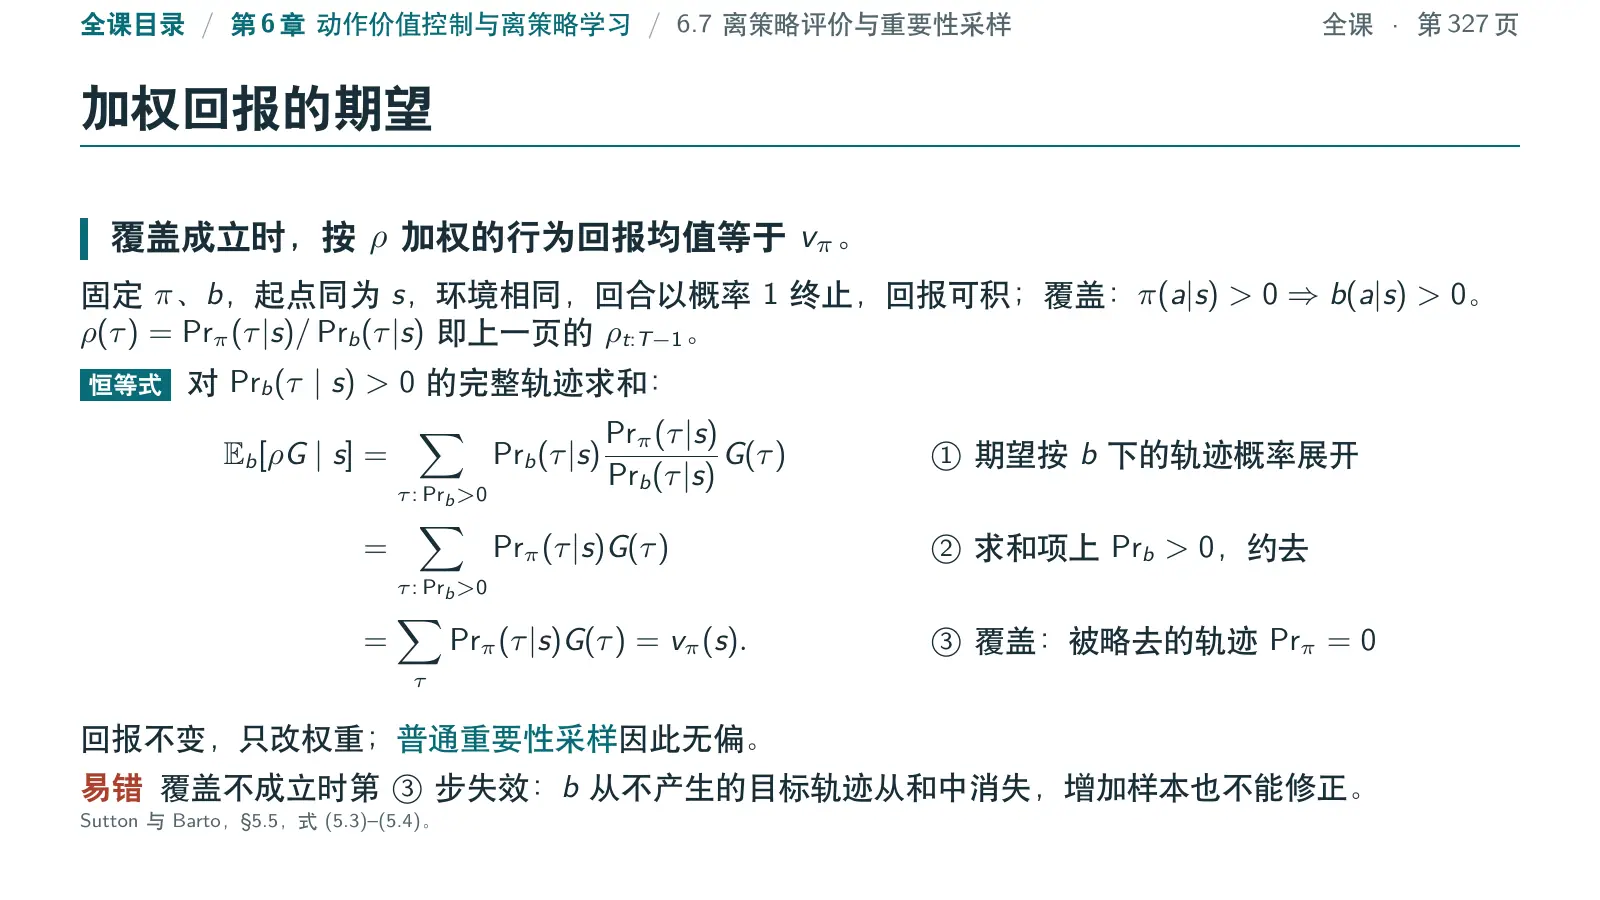 全课目录 / 第 6 章 动作价值控制与离策略学习 / 6.7 离策略评价与重要性采样
全课 · 第 327 页
加权回报的期望
覆盖成立时，按 ρ 加权的行为回报均值等于 v_π。
固定 π、b，起点同为 s，环境相同，回合以概率 1 终止，回报可积；覆盖：π(a|s) > 0 ⇒ b(a|s) > 0。
ρ(τ) = Pr_π(τ|s)/ Pr_b(τ|s) 即上一页的 ρ_{t:T−1}。
恒等式 对 Pr_b(τ | s) > 0 的完整轨迹求和：
𝔼_b[ρG | s] = ∑_{τ: Pr_b>0} Pr_b(τ|s) \frac{Pr_π(τ|s)}{Pr_b(τ|s)} G(τ) ① 期望按 b 下的轨迹概率展开
= ∑_{τ: Pr_b>0} Pr_π(τ|s)G(τ) ② 求和项上 Pr_b > 0，约去
= ∑_τ Pr_π(τ|s)G(τ) = v_π(s). ③ 覆盖：被略去的轨迹 Pr_π = 0
回报不变，只改权重；普通重要性采样因此无偏。
易错 覆盖不成立时第 ③ 步失效：b 从不产生的目标轨迹从和中消失，增加样本也不能修正。
Sutton 与 Barto，§5.5，式 (5.3)–(5.4)。